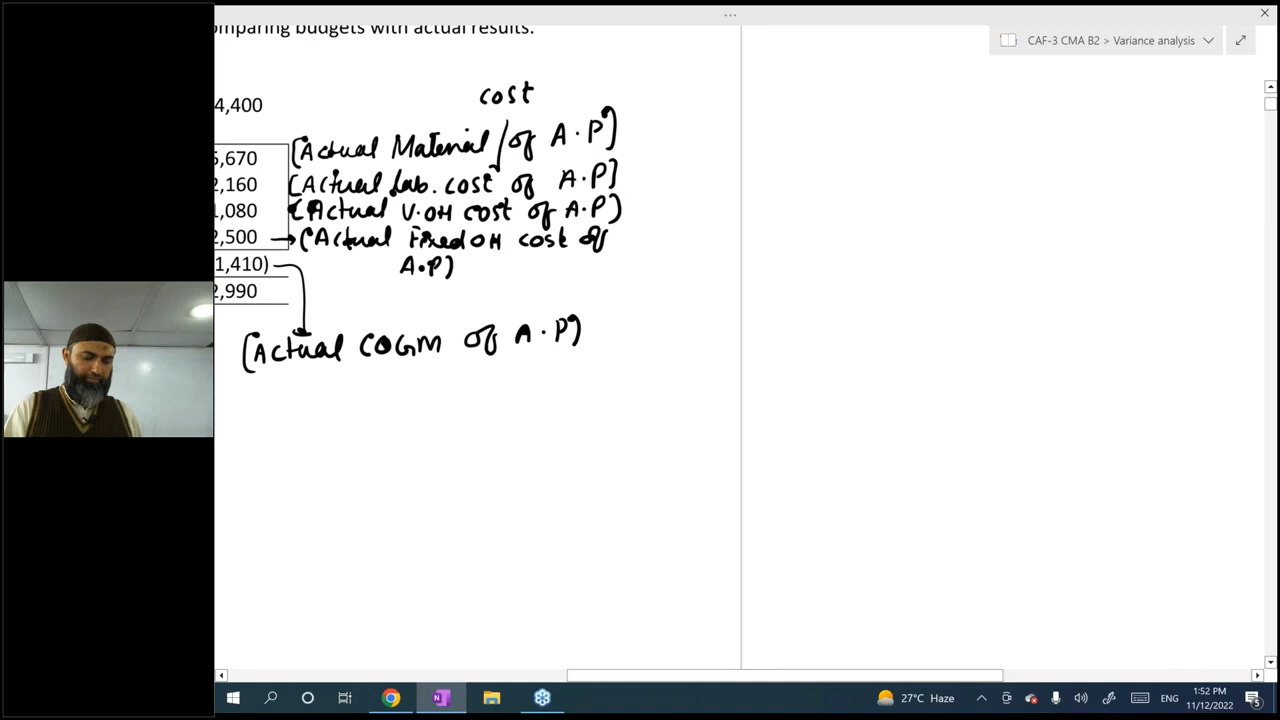 omparing budgets with actual results.
CAF-3 CMA B2 > Variance analysis
4,400
cost
5,670 [Actual Material / of A.P]
2,160 [Actual Lab. cost of A.P]
1,080 (Actual V.OH cost of A.P)
2,500 → (Actual Fixed OH cost of
A.P)
1,410)
2,990
[Actual COGM of A.P]
27°C Haze
ENG
1:52 PM
11/12/2022
5